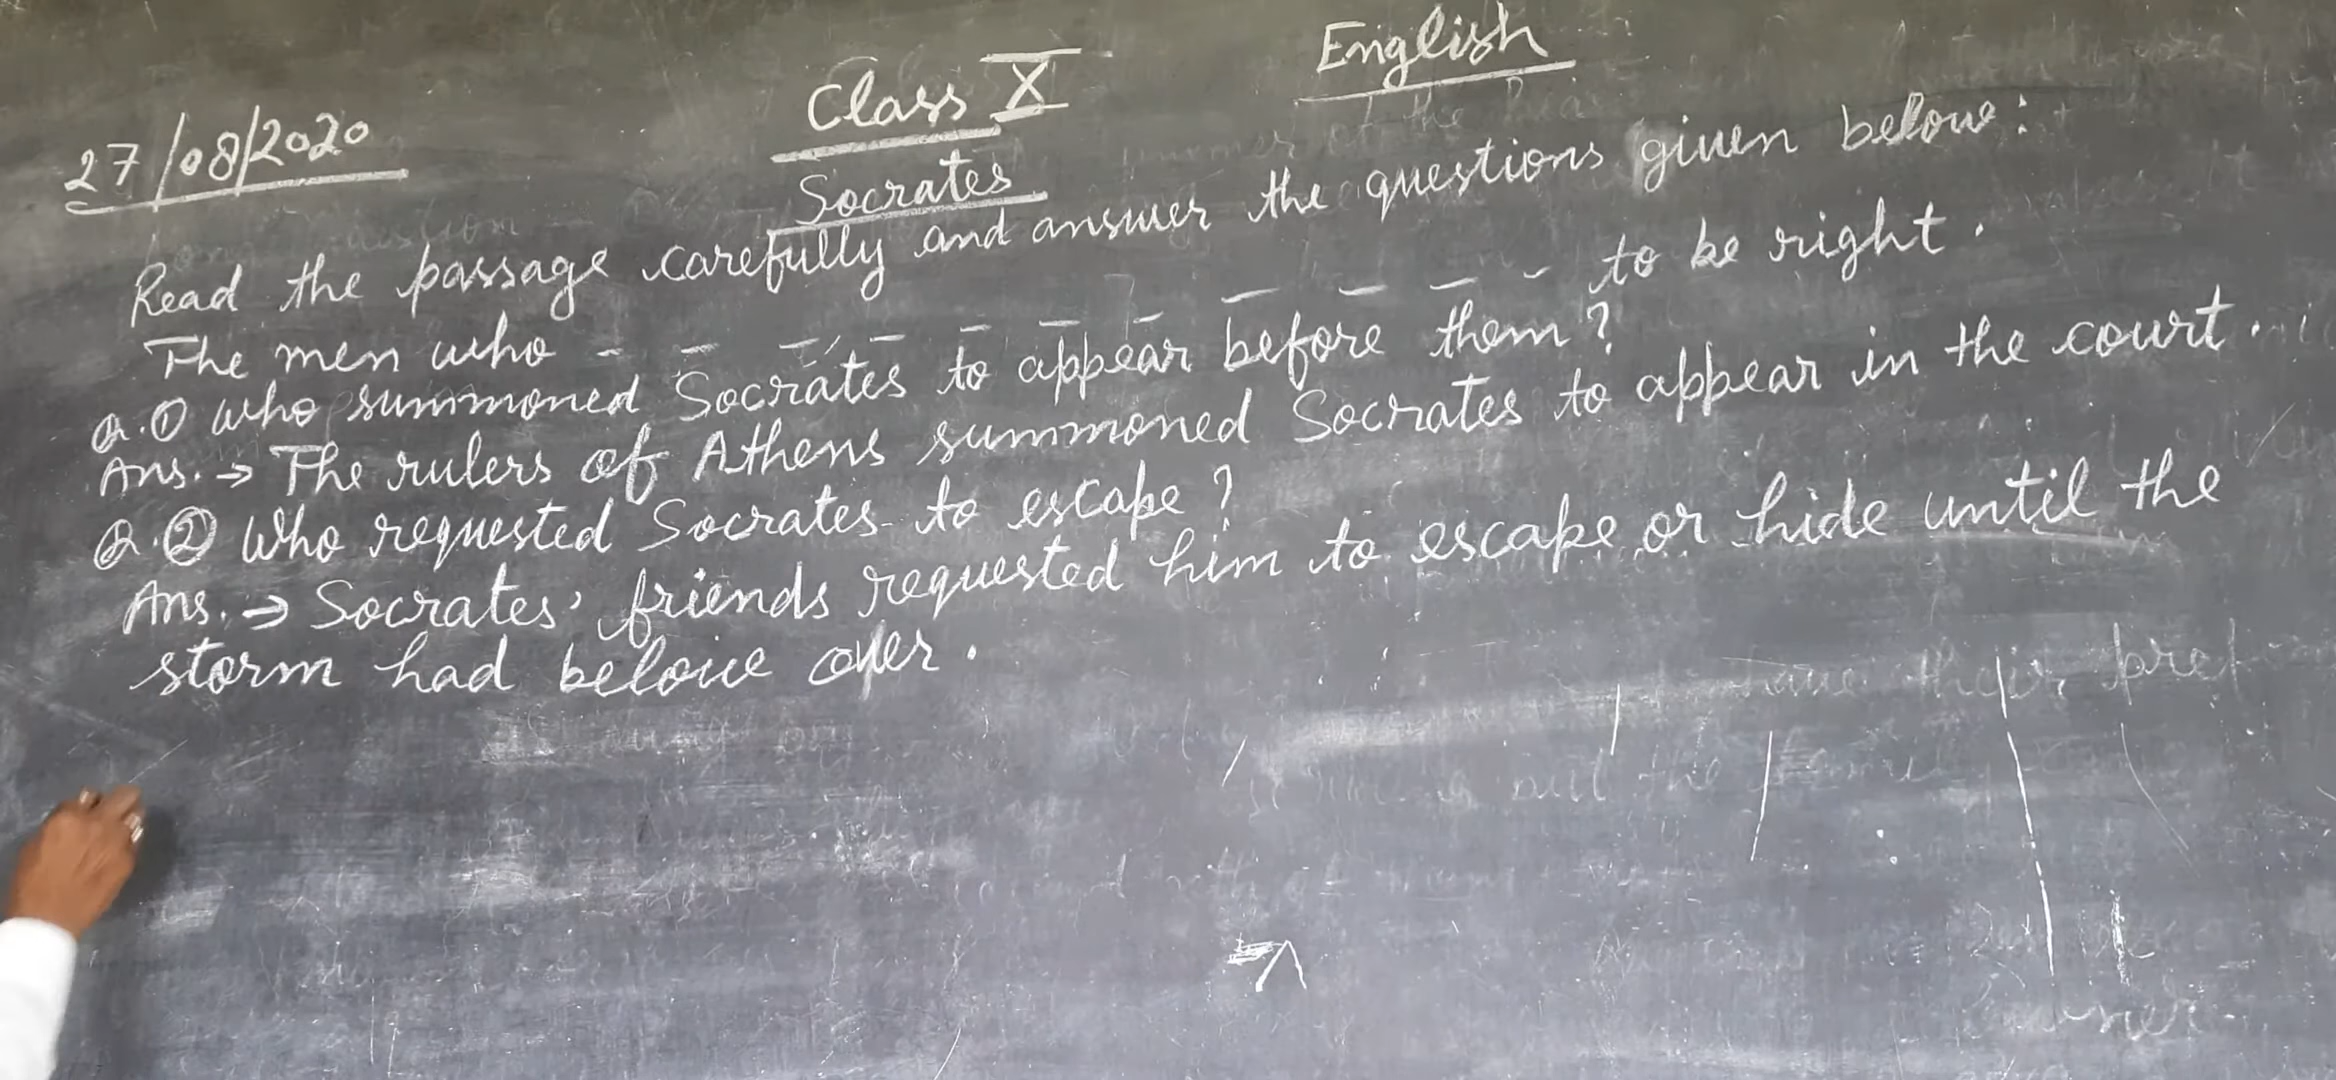 English
Class X
27/08/2020
Socrates
Read the passage carefully and answer the questions given below:
The men who - - - - - - - - - - - to be right.
Q.① Who summoned Socrates to appear before them?
Ans. → The rulers of Athens summoned Socrates to appear in the court.
Q.② Who requested Socrates to escape?
Ans. → Socrates' friends requested him to escape or hide until the
storm had belowe over.